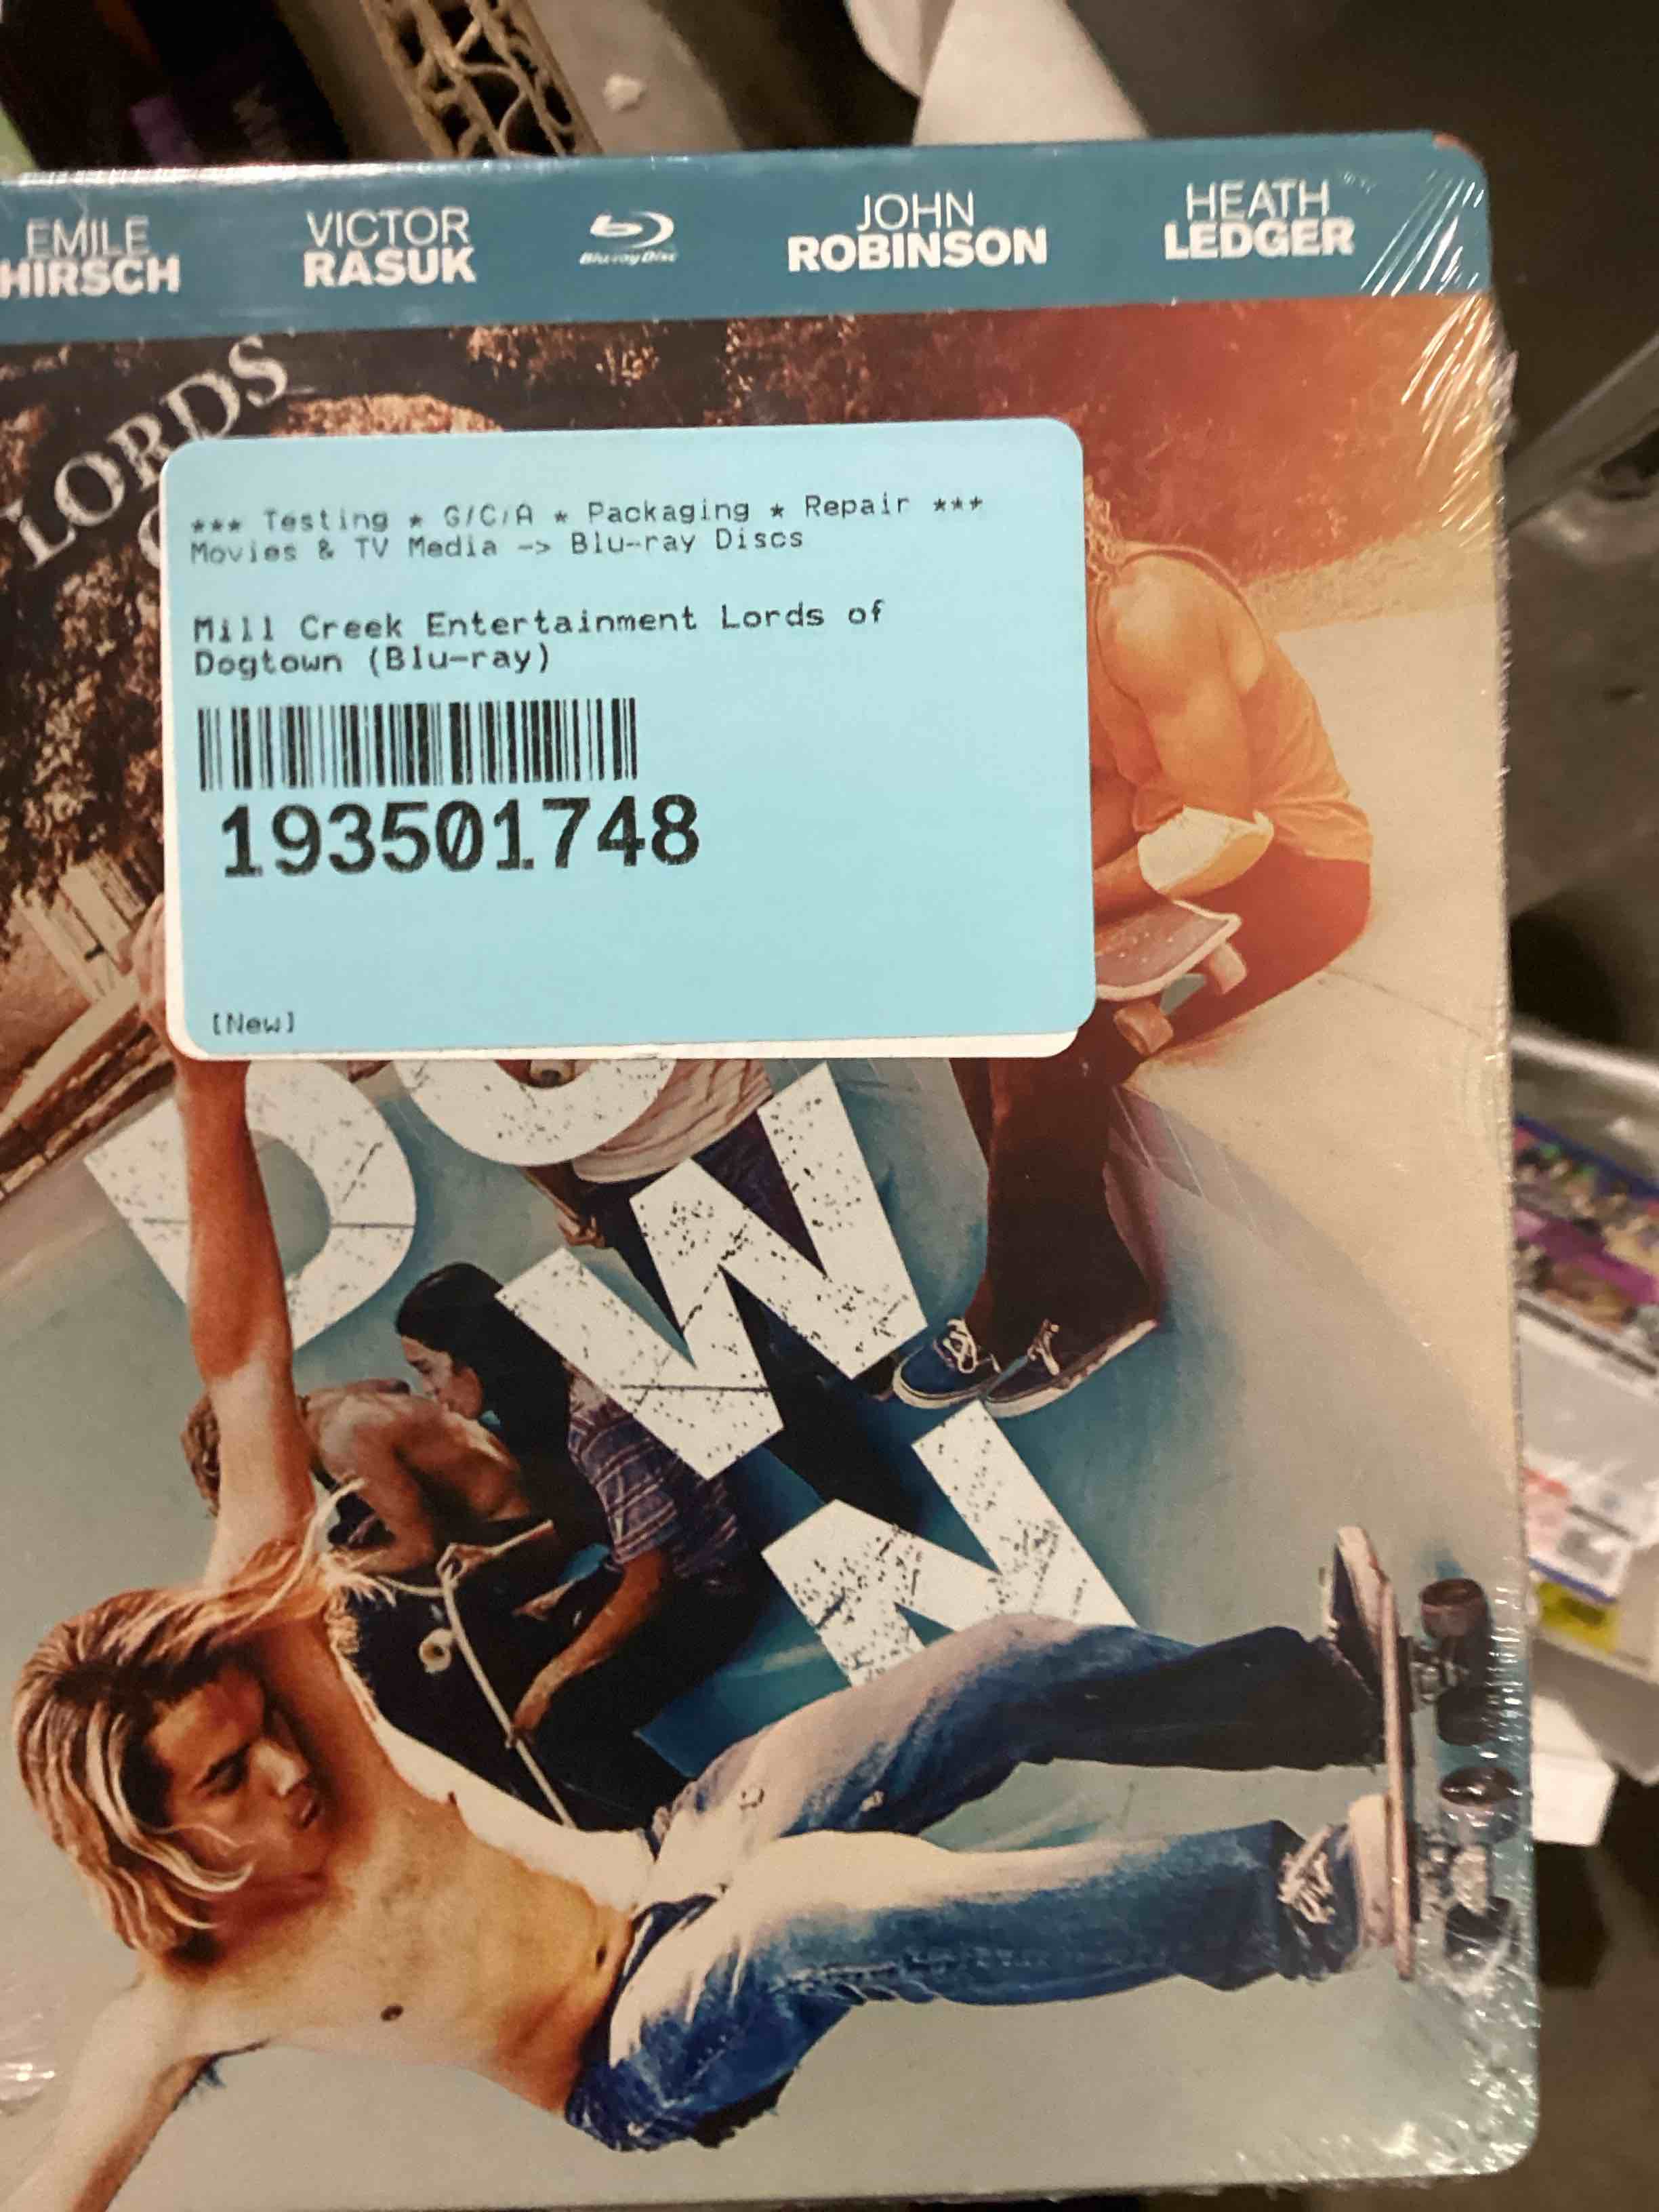 EMILE HIRSCH
VICTOR RASUK
Blu-ray Disc
JOHN ROBINSON
HEATH LEDGER
LORDS
*** Testing * G/C/A * Packaging * Repair ***
Movies & TV Media -> Blu-ray Discs
Mill Creek Entertainment Lords of
Dogtown (Blu-ray)
193501748
[New]
DOWN